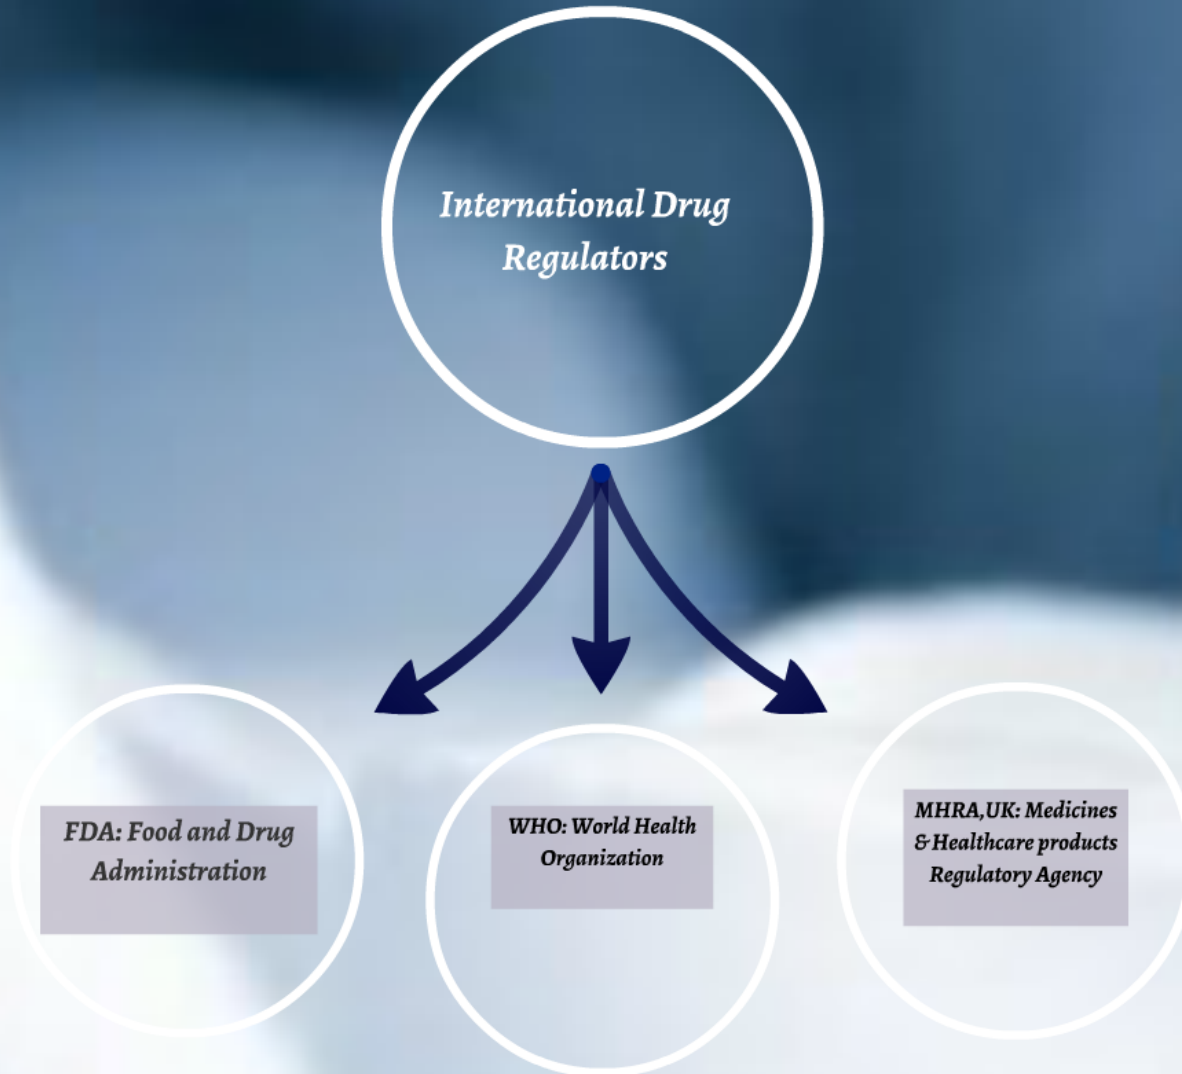 International Drug
Regulators
FDA: Food and Drug
Administration
WHO: World Health
Organization
MHRA,UK: Medicines
& Healthcare products
Regulatory Agency